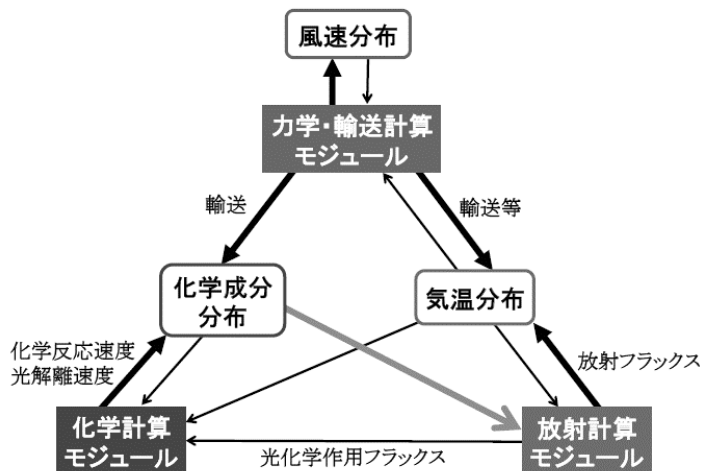 風速分布
力学・輸送計算
モジュール
輸送
輸送等
化学成分
分布
気温分布
化学反応速度
光解離速度
放射フラックス
化学計算
モジュール
光化学作用フラックス
放射計算
モジュール